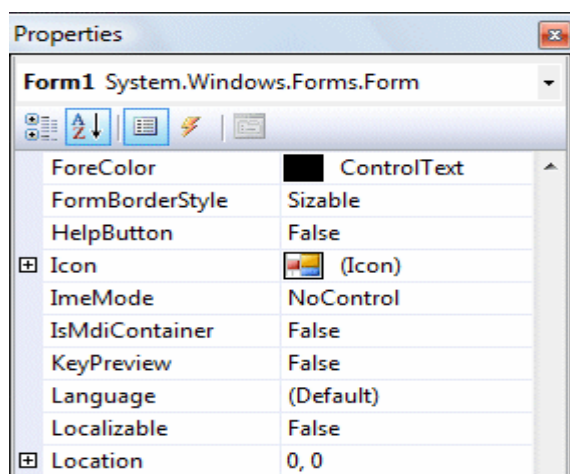 Properties
Form1 System.Windows.Forms.Form
A Z
ForeColor ControlText
FormBorderStyle Sizable
HelpButton False
Icon (Icon)
ImeMode NoControl
IsMdiContainer False
KeyPreview False
Language (Default)
Localizable False
Location 0, 0